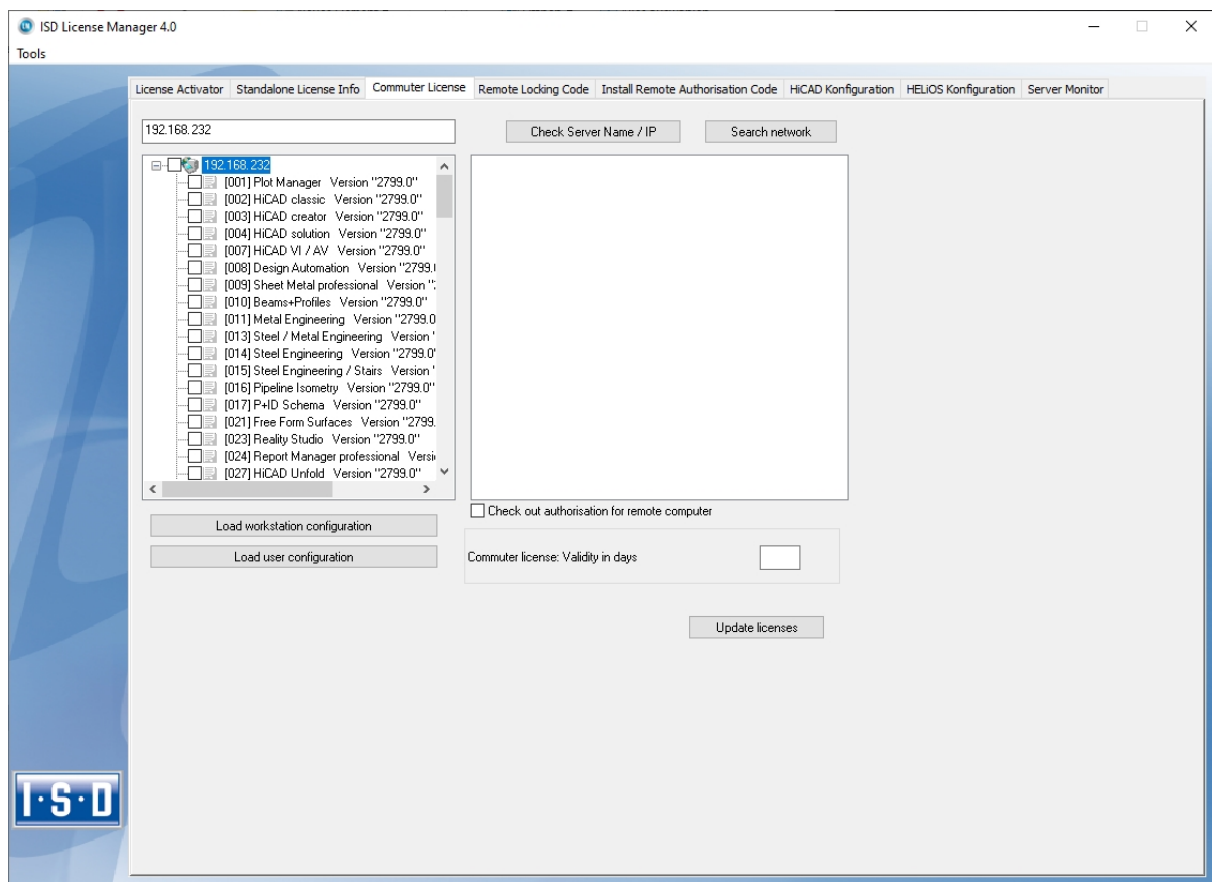 ISD License Manager 4.0
Tools
License Activator Standalone License Info Commuter License Remote Locking Code Install Remote Authorisation Code HiCAD Konfiguration HELiOS Konfiguration Server Monitor
192.168.232 Check Server Name / IP Search network
192.168.232
[001] Plot Manager Version "2799.0"
[002] HiCAD classic Version "2799.0"
[003] HiCAD creator Version "2799.0"
[004] HiCAD solution Version "2799.0"
[007] HiCAD VI / AV Version "2799.0"
[008] Design Automation Version "2799.
[009] Sheet Metal professional Version "
[010] Beams+Profiles Version "2799.0"
[011] Metal Engineering Version "2799.0
[013] Steel / Metal Engineering Version "
[014] Steel Engineering Version "2799.0"
[015] Steel Engineering / Stairs Version "
[016] Pipeline Isometry Version "2799.0"
[017] P+ID Schema Version "2799.0"
[021] Free Form Surfaces Version "2799.
[023] Reality Studio Version "2799.0"
[024] Report Manager professional Versi
[027] HiCAD Unfold Version "2799.0"
Check out authorisation for remote computer
Load workstation configuration
Load user configuration
Commuter license: Validity in days
Update licenses
I·S·D